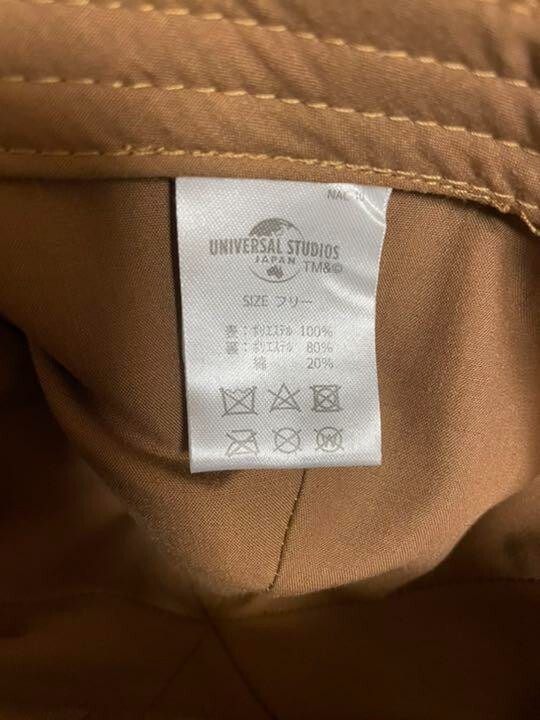 UNIVERSAL STUDIOS
JAPAN TM&©
SIZE フリー
表：ポリエステル 100%
裏：ポリエステル 80%
綿 20%